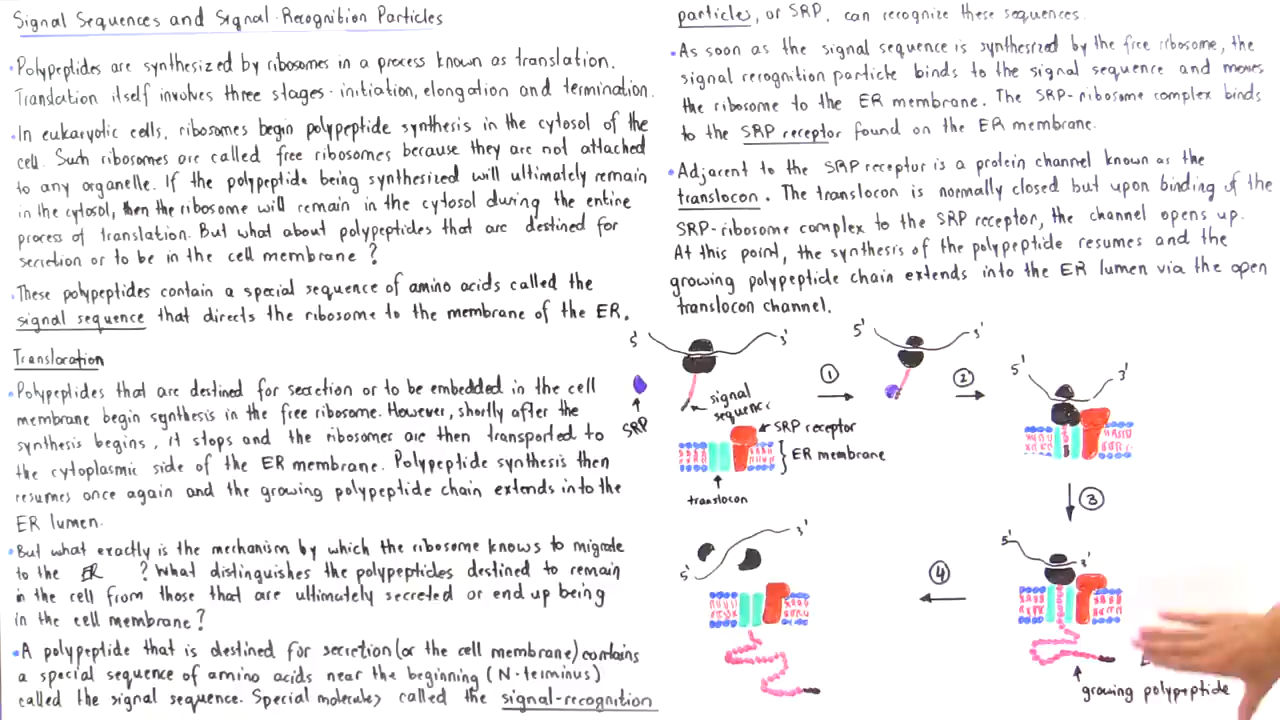 Signal Sequences and Signal-Recognition Particles
•Polypeptides are synthesized by ribosomes in a process known as translation.
Translation itself involves three stages - initiation, elongation and termination.
•In eukaryotic cells, ribosomes begin polypeptide synthesis in the cytosol of the
cell. Such ribosomes are called free ribosomes because they are not attached
to any organelle. If the polypeptide being synthesized will ultimately remain
in the cytosol, then the ribosome will remain in the cytosol during the entire
process of translation. But what about polypeptides that are destined for
secretion or to be in the cell membrane?
•These polypeptides contain a special sequence of amino acids called the
signal sequence that directs the ribosome to the membrane of the ER.
Translocation
•Polypeptides that are destined for secretion or to be embedded in the cell
membrane begin synthesis in the free ribosome. However, shortly after the
synthesis begins, it stops and the ribosomes are then transported to
the cytoplasmic side of the ER membrane. Polypeptide synthesis then
resumes once again and the growing polypeptide chain extends into the
ER lumen.
•But what exactly is the mechanism by which the ribosome knows to migrate
to the ER ? What distinguishes the polypeptides destined to remain
in the cell from those that are ultimately secreted or end up being
in the cell membrane?
•A polypeptide that is destined for secretion (or the cell membrane) contains
a special sequence of amino acids near the beginning (N-terminus)
called the signal sequence. Special molecules called the signal-recognition
particles, or SRP, can recognize these sequences.
•As soon as the signal sequence is synthesized by the free ribosome, the
signal recognition particle binds to the signal sequence and moves
the ribosome to the ER membrane. The SRP-ribosome complex binds
to the SRP receptor found on the ER membrane.
•Adjacent to the SRP receptor is a protein channel known as the
translocon. The translocon is normally closed but upon binding of the
SRP-ribosome complex to the SRP receptor, the channel opens up.
At this point, the synthesis of the polypeptide resumes and the
growing polypeptide chain extends into the ER lumen via the open
translocon channel.
5' 3'
SRP
signal
sequence
1
5' 3'
2
5' 3'
SRP receptor
ER membrane
translocon
3
5' 3'
growing polypeptide
4
5' 3'